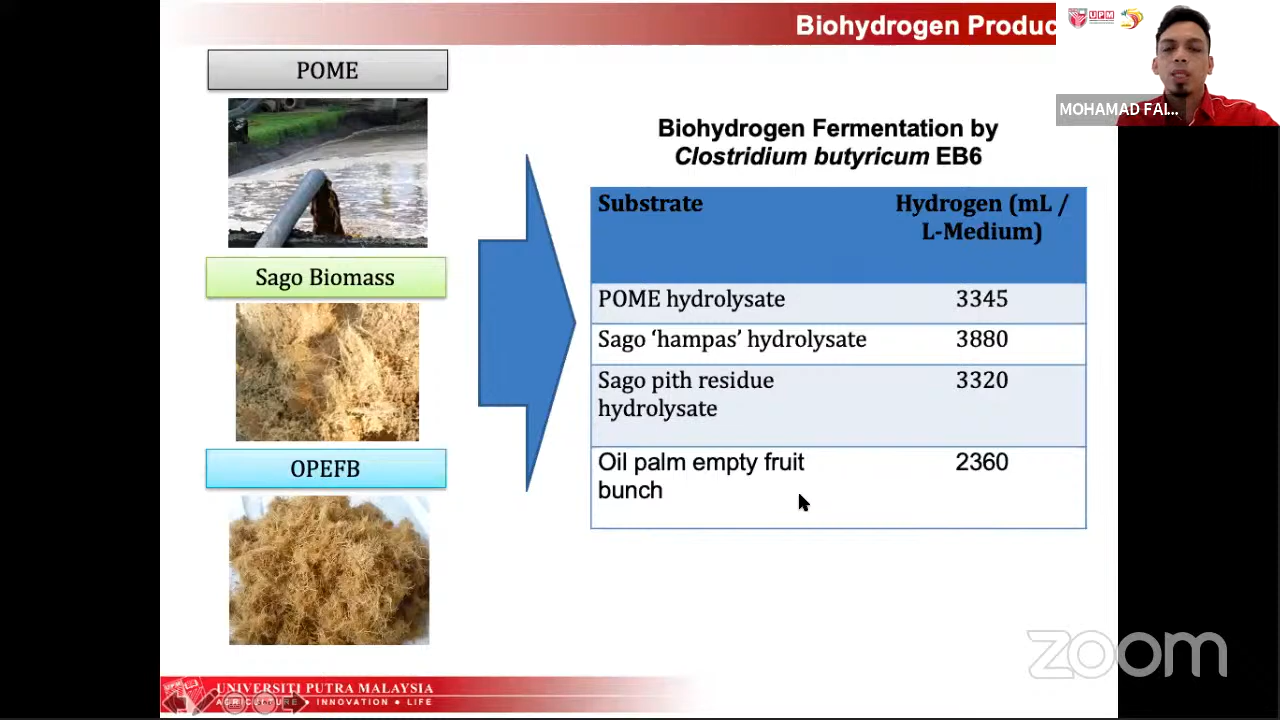 Biohydrogen Produc
UPM
MOHAMAD FAI...
POME
Sago Biomass
OPEFB
Biohydrogen Fermentation by
Clostridium butyricum EB6
Substrate
Hydrogen (mL /
L-Medium)
POME hydrolysate
3345
Sago ‘hampas’ hydrolysate
3880
Sago pith residue
hydrolysate
3320
Oil palm empty fruit
bunch
2360
zoom
UNIVERSITI PUTRA MALAYSIA
AGRICULTURE • INNOVATION • LIFE